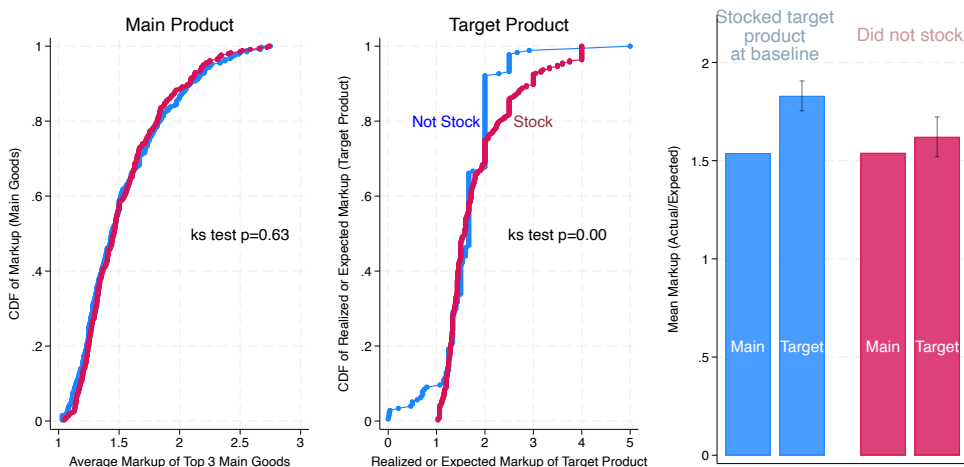 Main Product
CDF of Markup (Main Goods)
1
.8
.6
.4
.2
0
ks test p=0.63
1
1.5
2
2.5
3
Average Markup of Top 3 Main Goods
Target Product
CDF of Realized or Expected Markup (Target Product)
1
.8
.6
.4
.2
0
Not Stock
Stock
ks test p=0.00
0
1
2
3
4
5
Realized or Expected Markup of Target Product
Stocked target
product
at baseline
Did not stock
Mean Markup (Actual/Expected)
2
1.5
1
.5
0
Main
Target
Main
Target